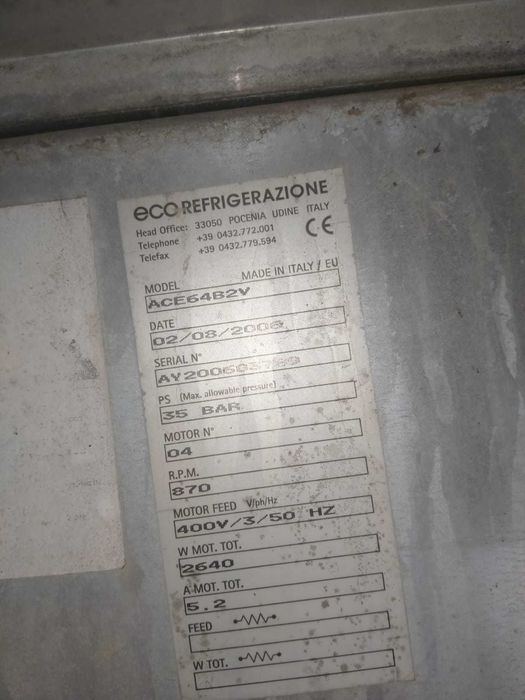 eco REFRIGERAZIONE
Head Office: 33050 POCENIA UDINE ITALY
Telephone +39 0432.772.001
Telefax +39 0432.779.594
CE
MADE IN ITALY / EU
MODEL
ACE64B2V
DATE
02/08/2006
SERIAL N°
PS (Max. allowable pressure)
35 BAR
MOTOR N°
04
R.P.M.
870
MOTOR FEED V/ph/Hz
400V/3/50 HZ
W MOT. TOT.
2640
A MOT. TOT.
5.2
FEED
W TOT.